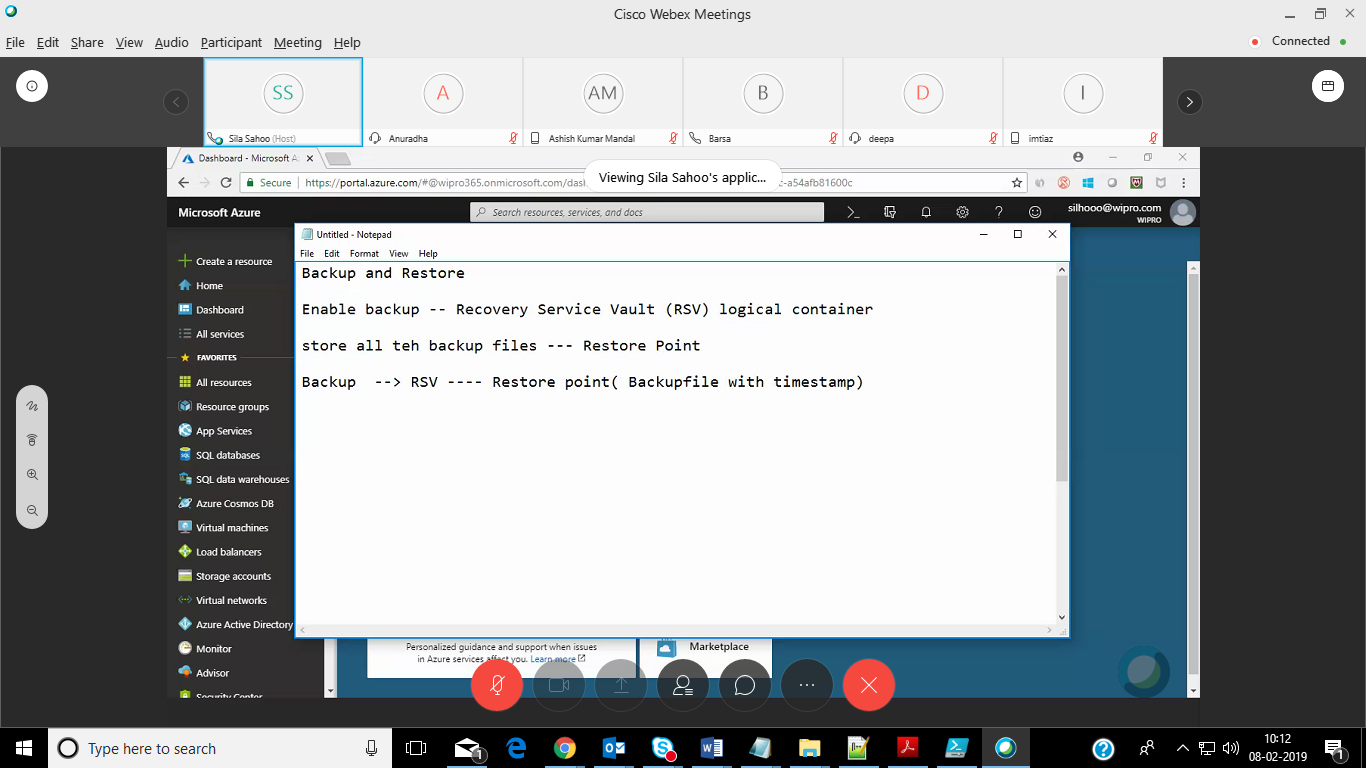 Cisco Webex Meetings
File Edit Share View Audio Participant Meeting Help
Connected
SS
A
AM
B
D
I
Sila Sahoo (Host)
Anuradha
Ashish Kumar Mandal
Barsa
deepa
imtiaz
Dashboard - Microsoft A
Viewing Sila Sahoo's applic...
Secure
https://portal.azure.com/#@wipro365.onmicrosoft.com/das
-a54afb81600c
Microsoft Azure
Search resources, services, and docs
silhooo@wipro.com
WIPRO
Untitled - Notepad
File Edit Format View Help
Backup and Restore
Enable backup -- Recovery Service Vault (RSV) logical container
store all teh backup files --- Restore Point
Backup --> RSV ---- Restore point( Backupfile with timestamp)
Create a resource
Home
Dashboard
All services
FAVORITES
All resources
Resource groups
App Services
SQL databases
SQL data warehouses
Azure Cosmos DB
Virtual machines
Load balancers
Storage accounts
Virtual networks
Azure Active Directory
Monitor
Advisor
Security Center
Personalized guidance and support when issues
in Azure services affect you. Learn more
Marketplace
Type here to search
1
10:12
08-02-2019
1